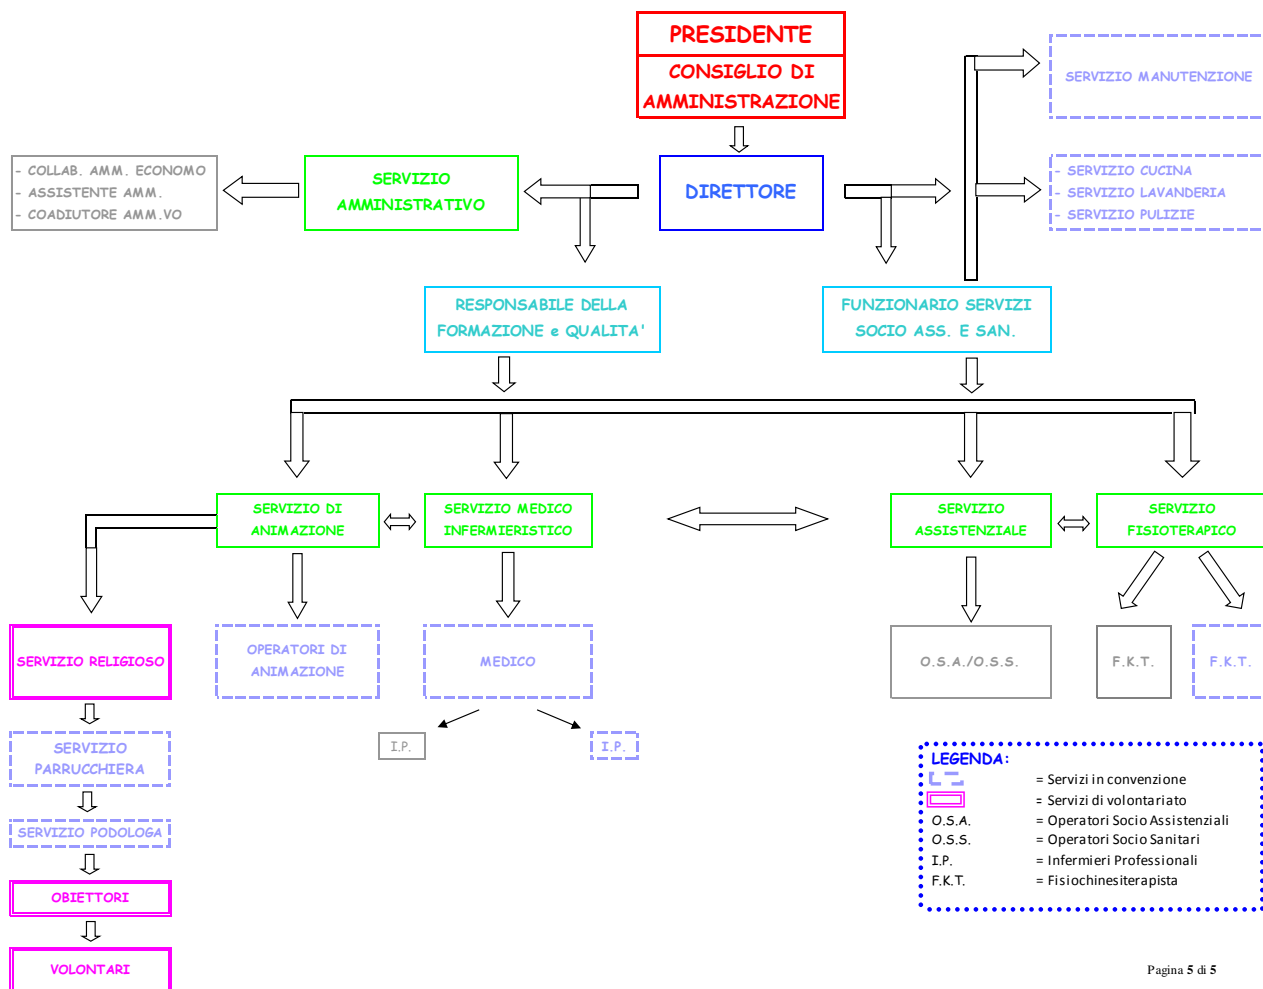 PRESIDENTE
CONSIGLIO DI
AMMINISTRAZIONE
SERVIZIO MANUTENZIONE
- COLLAB. AMM. ECONOMO
- ASSISTENTE AMM.
- COADIUTORE AMM.VO
SERVIZIO
AMMINISTRATIVO
DIRETTORE
- SERVIZIO CUCINA
- SERVIZIO LAVANDERIA
- SERVIZIO PULIZIE
RESPONSABILE DELLA
FORMAZIONE e QUALITA'
FUNZIONARIO SERVIZI
SOCIO ASS. E SAN.
SERVIZIO DI
ANIMAZIONE
SERVIZIO MEDICO
INFERMIERISTICO
SERVIZIO
ASSISTENZIALE
SERVIZIO
FISIOTERAPICO
SERVIZIO RELIGIOSO
OPERATORI DI
ANIMAZIONE
MEDICO
O.S.A./O.S.S.
F.K.T.
F.K.T.
I.P.
I.P.
SERVIZIO
PARRUCCHIERA
SERVIZIO PODOLOGA
OBIETTORI
VOLONTARI
LEGENDA:
= Servizi in convenzione
= Servizi di volontariato
O.S.A. = Operatori Socio Assistenziali
O.S.S. = Operatori Socio Sanitari
I.P. = Infermieri Professionali
F.K.T. = Fisiochinesiterapista
Pagina 5 di 5